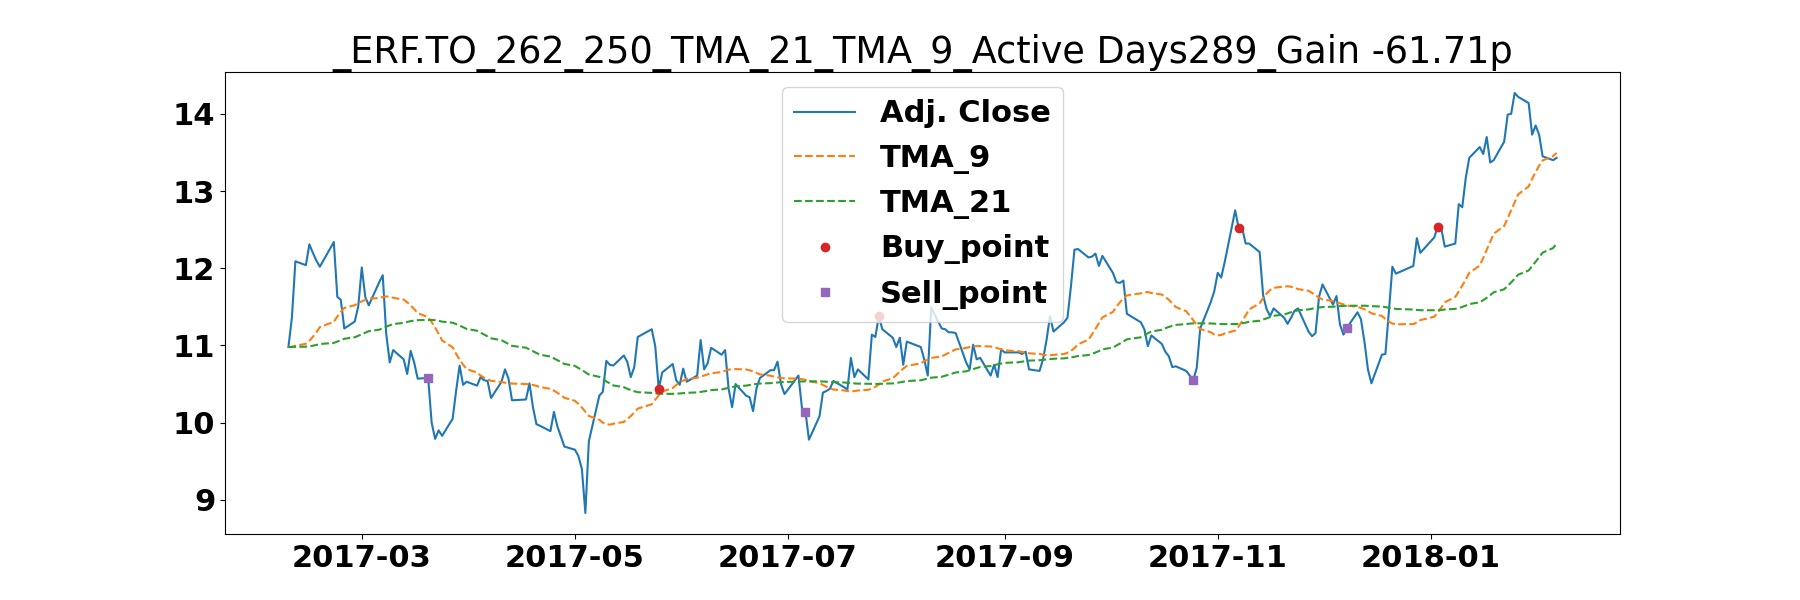 _ERF.TO_262_250_TMA_21_TMA_9_Active Days289_Gain -61.71p
Adj. Close
TMA_9
TMA_21
Buy_point
Sell_point
14
13
12
11
10
9
2017-03 2017-05 2017-07 2017-09 2017-11 2018-01